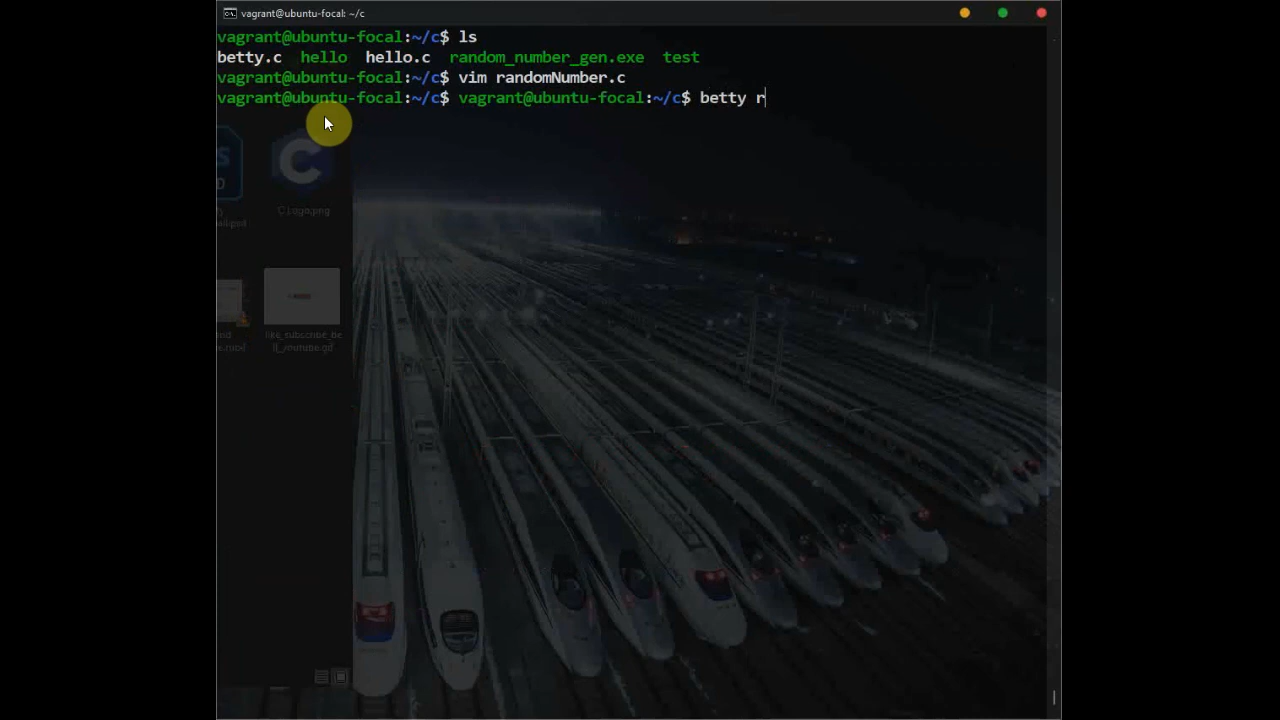 vagrant@ubuntu-focal: ~/c
vagrant@ubuntu-focal:~/c$ ls
betty.c hello hello.c random_number_gen.exe test
vagrant@ubuntu-focal:~/c$ vim randomNumber.c
vagrant@ubuntu-focal:~/c$ vagrant@ubuntu-focal:~/c$ betty r